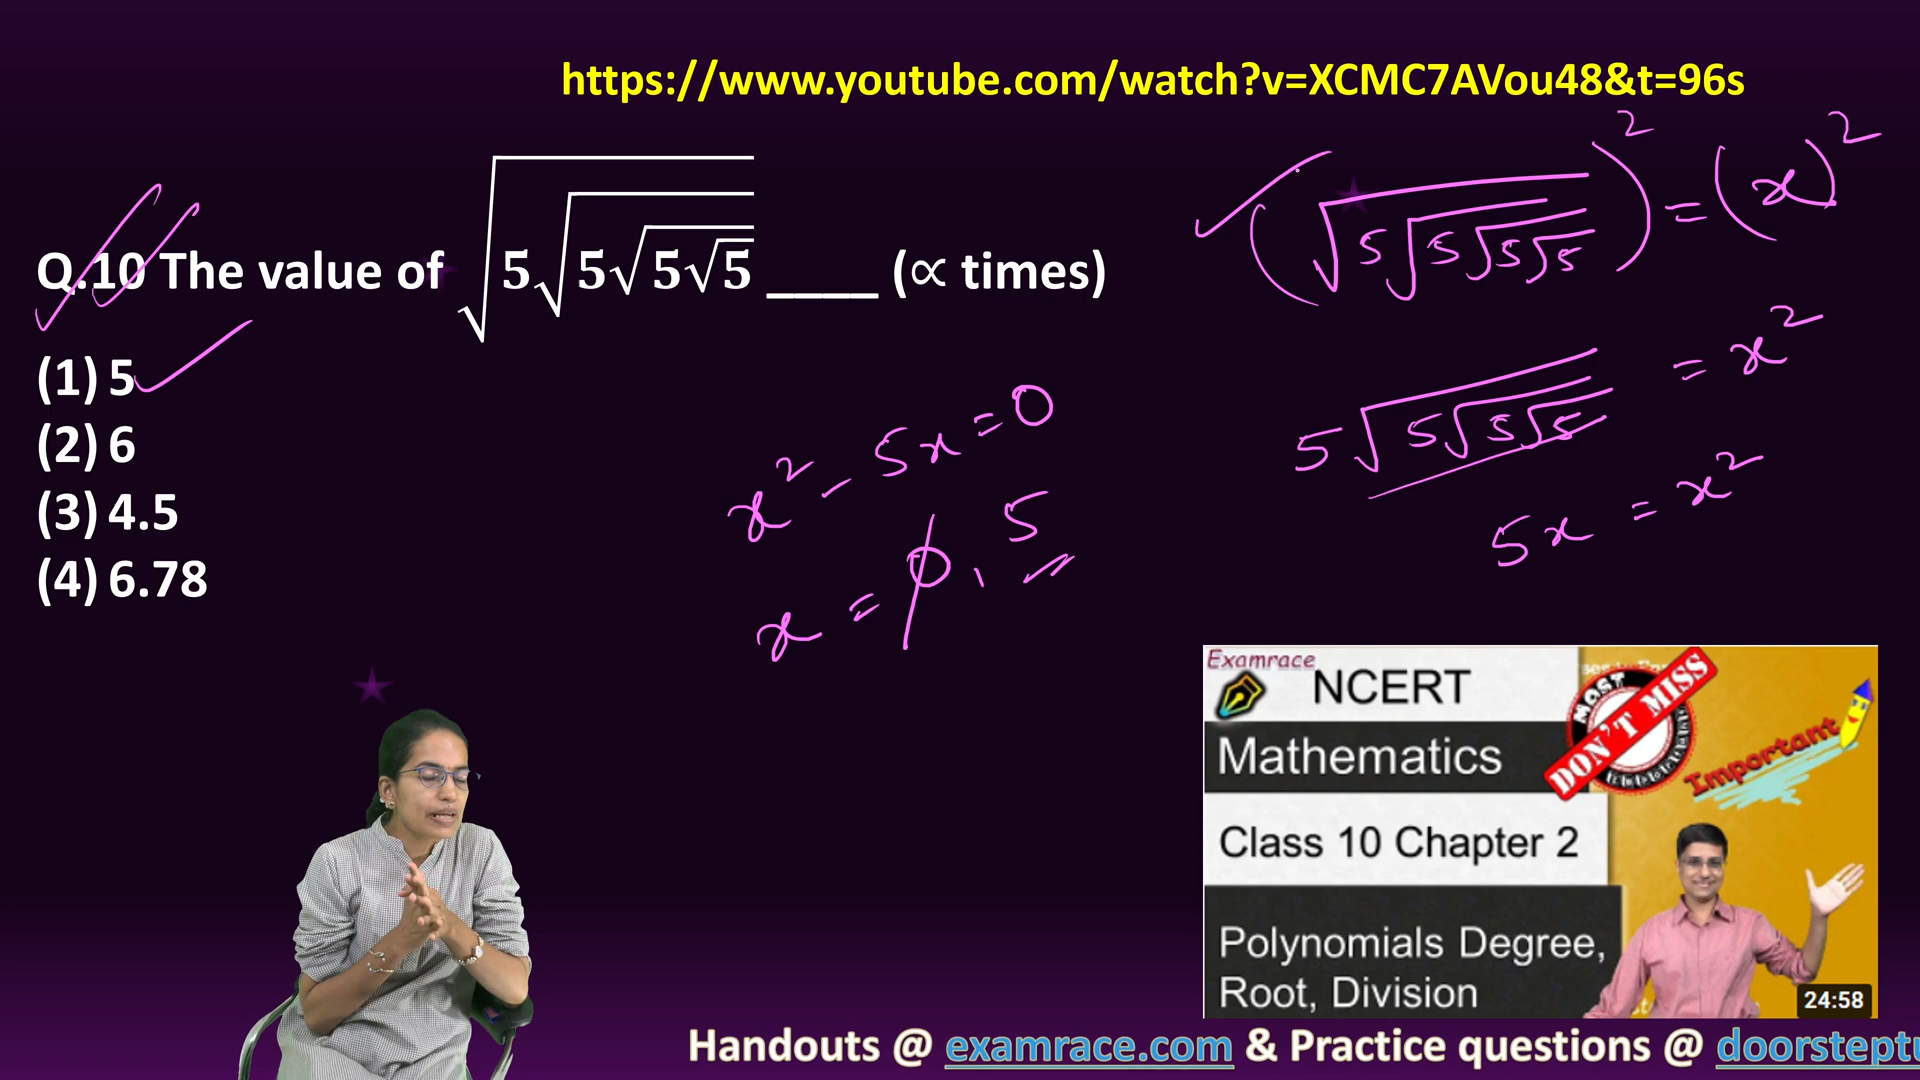 https://www.youtube.com/watch?v=XCMC7AVou48&t=96s
Q.10 The value of √5√5√5√5 ____ (∝ times)
(1) 5
(2) 6
(3) 4.5
(4) 6.78
(√5√5√5√5)² = (x)²
5√5√5√5 = x²
5x = x²
x² - 5x = 0
x = 0, 5
Examrace
NCERT
Mathematics
Class 10 Chapter 2
Polynomials Degree,
Root, Division
MOST
DON'T MISS
Important
24:58
Handouts @ examrace.com & Practice questions @ doorsteptu